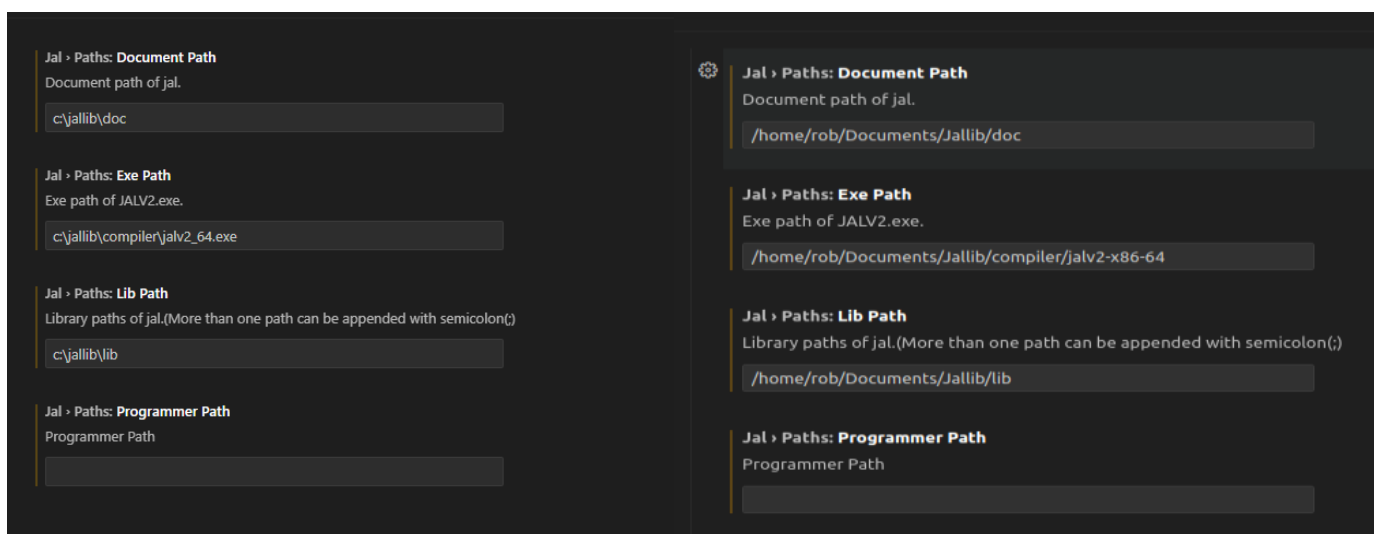 Jal › Paths: Document Path
Document path of jal.
c:\jallib\doc
Jal › Paths: Exe Path
Exe path of JALV2.exe.
c:\jallib\compiler\jalv2_64.exe
Jal › Paths: Lib Path
Library paths of jal.(More than one path can be appended with semicolon(;)
c:\jallib\lib
Jal › Paths: Programmer Path
Programmer Path
Jal › Paths: Document Path
Document path of jal.
/home/rob/Documents/Jallib/doc
Jal › Paths: Exe Path
Exe path of JALV2.exe.
/home/rob/Documents/Jallib/compiler/jalv2-x86-64
Jal › Paths: Lib Path
Library paths of jal.(More than one path can be appended with semicolon(;)
/home/rob/Documents/Jallib/lib
Jal › Paths: Programmer Path
Programmer Path